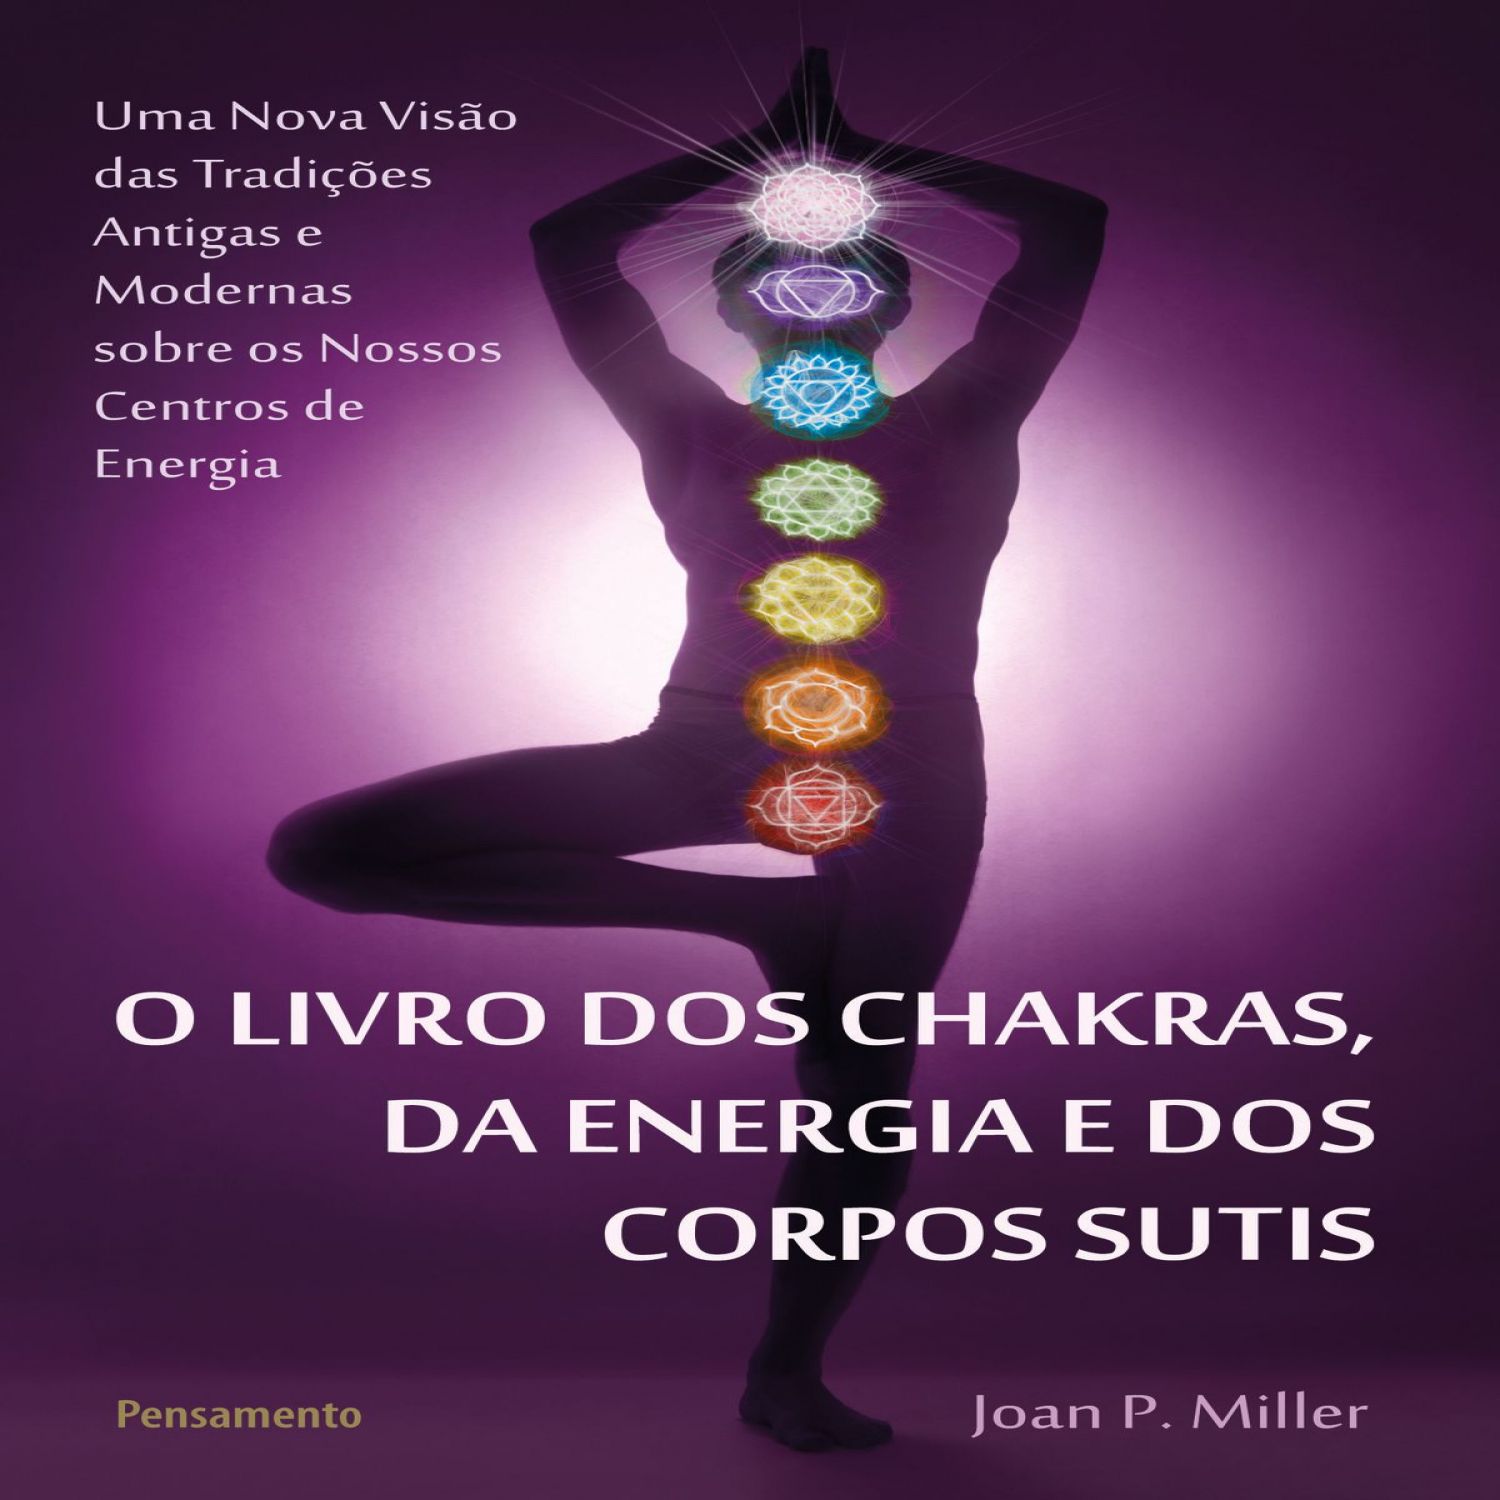 Uma Nova Visão
das Tradições
Antigas e
Modernas
sobre os Nossos
Centros de
Energia
O LIVRO DOS CHAKRAS,
DA ENERGIA E DOS
CORPOS SUTIS
Pensamento
Joan P. Miller